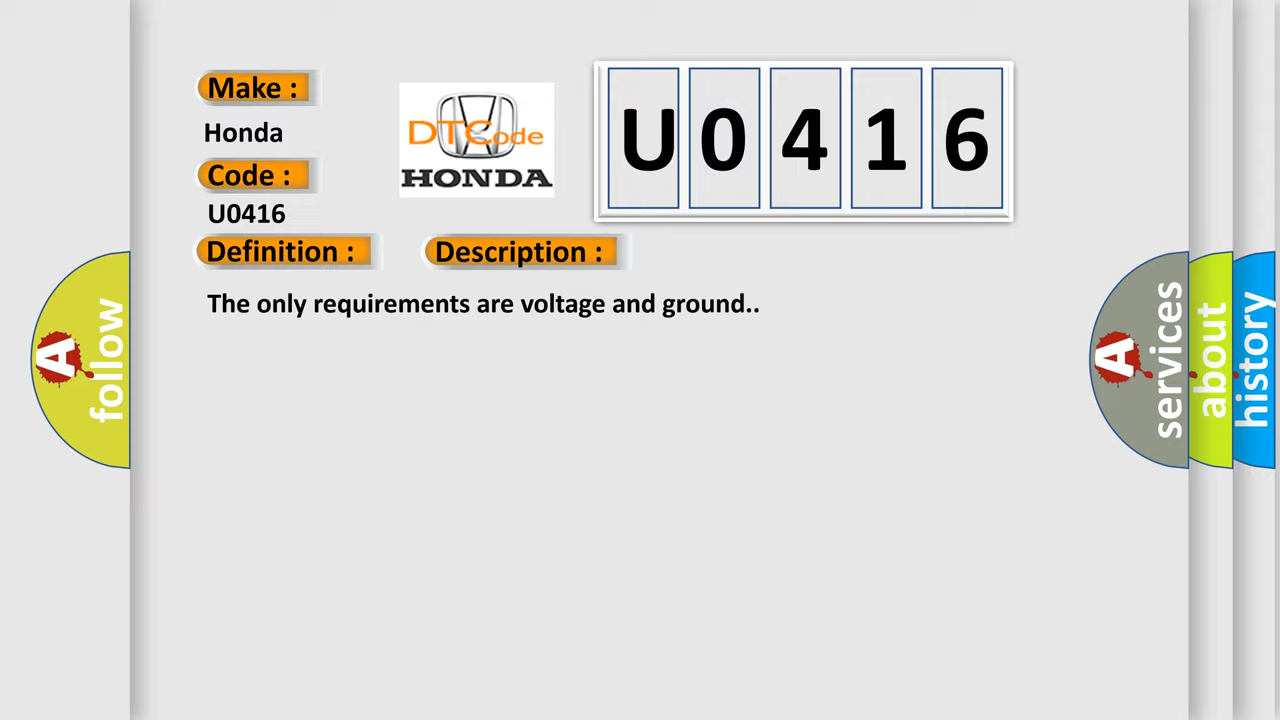 Make :
Honda
Code :
U0416
DTCode
HONDA
U0416
Definition :
Description :
The only requirements are voltage and ground..
A
follow
A
services
about
history